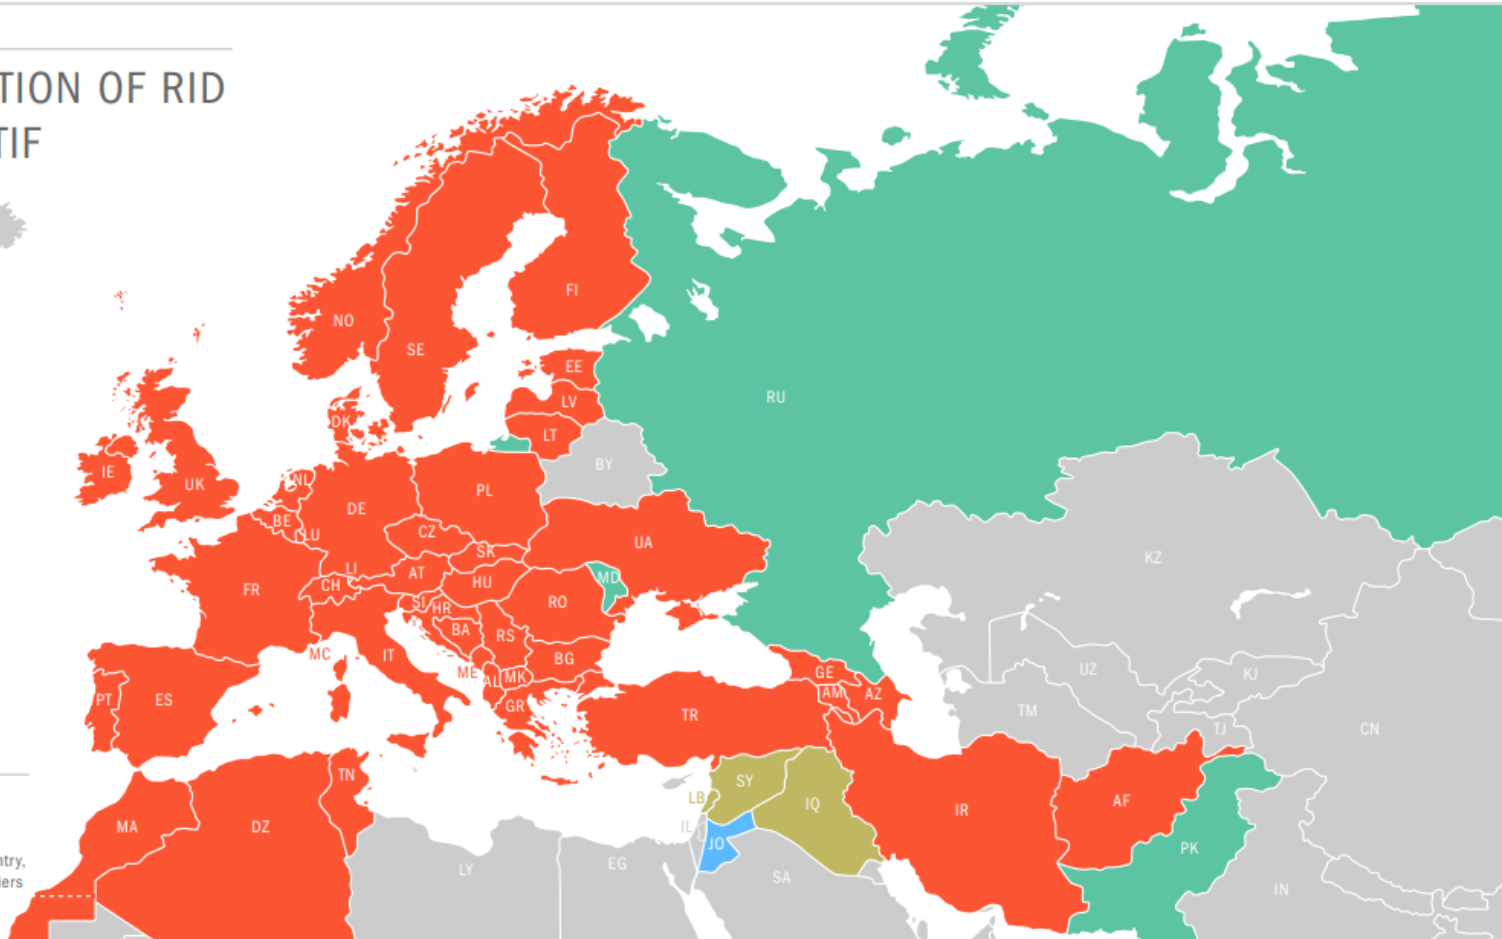 TION OF RID
TIF
NO
SE
FI
RU
EE
LV
LT
DK
IE
UK
NL
BY
PL
DE
BE
LU
CZ
SK
UA
KZ
LI
CH
AT
HU
MD
FR
SI
HR
RO
BA
RS
MC
IT
BG
ME
AL
MK
GE
UZ
KJ
PT
ES
GR
TR
AM
AZ
TM
TJ
CN
TN
SY
LB
IQ
IR
AF
MA
DZ
IL
JO
PK
LY
EG
SA
IN
ntry,
iers